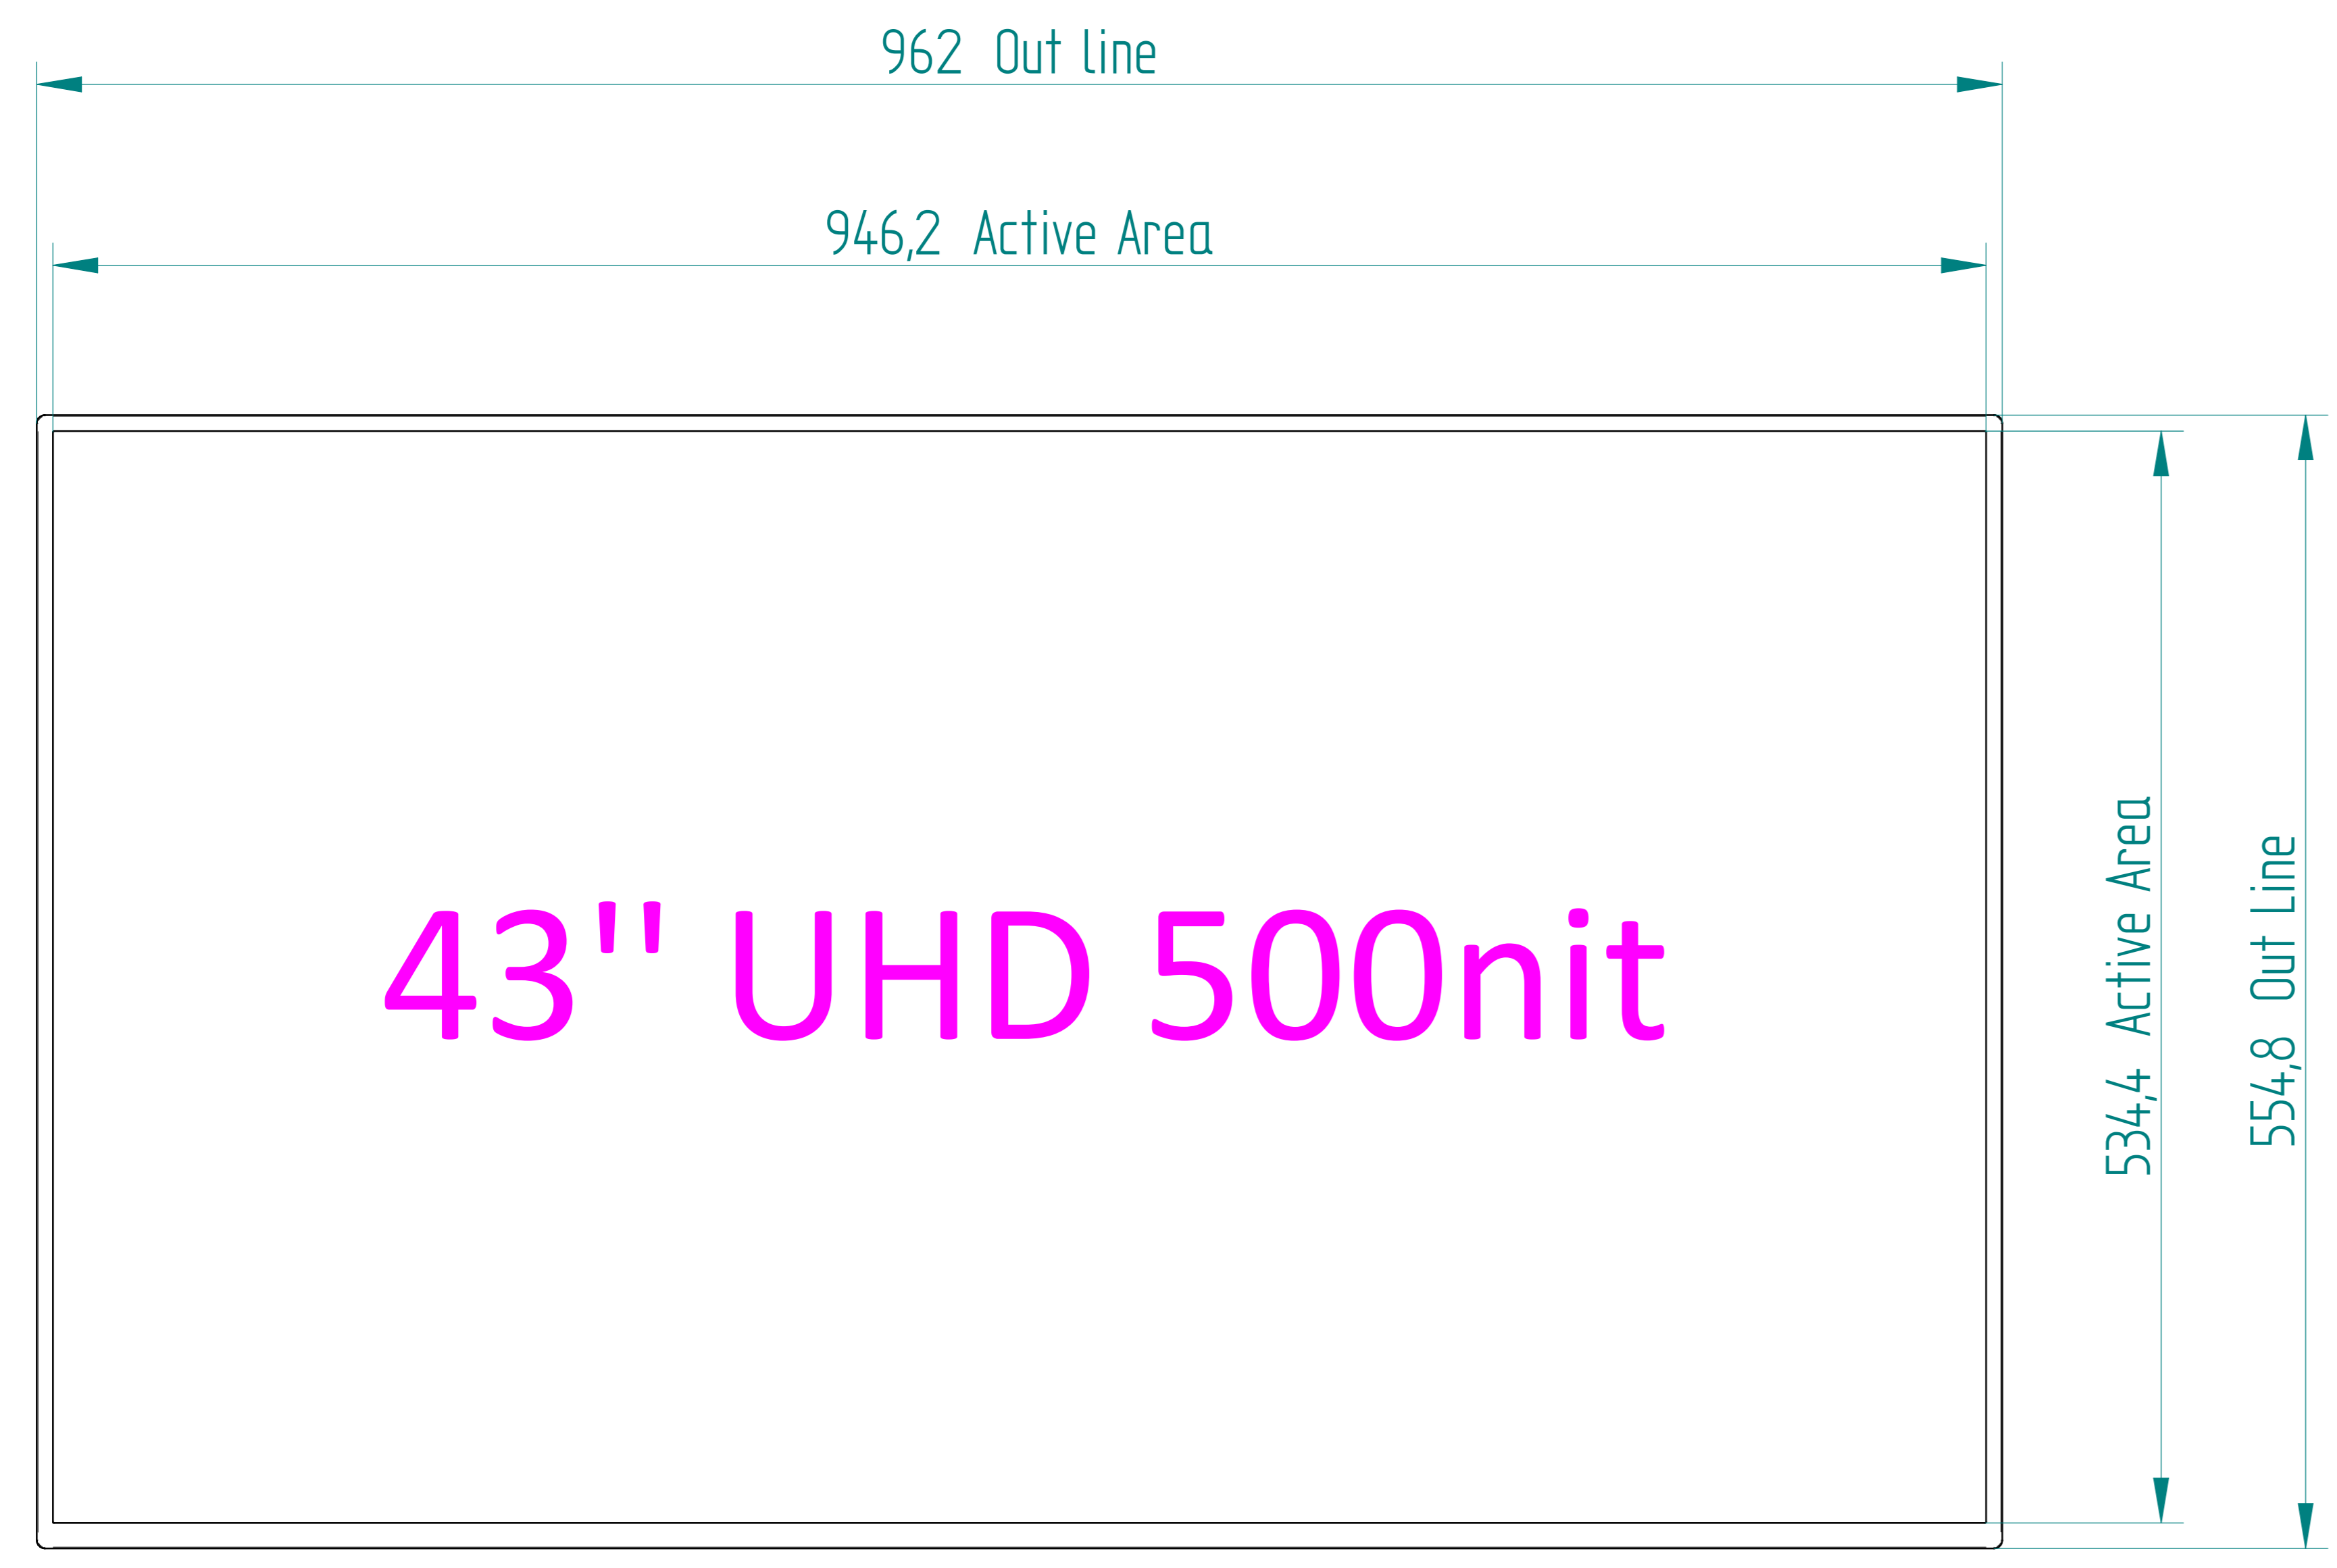 962 Out line
946,2 Active Area
43" UHD 500nit
534,4 Active Area
554,8 Out Line